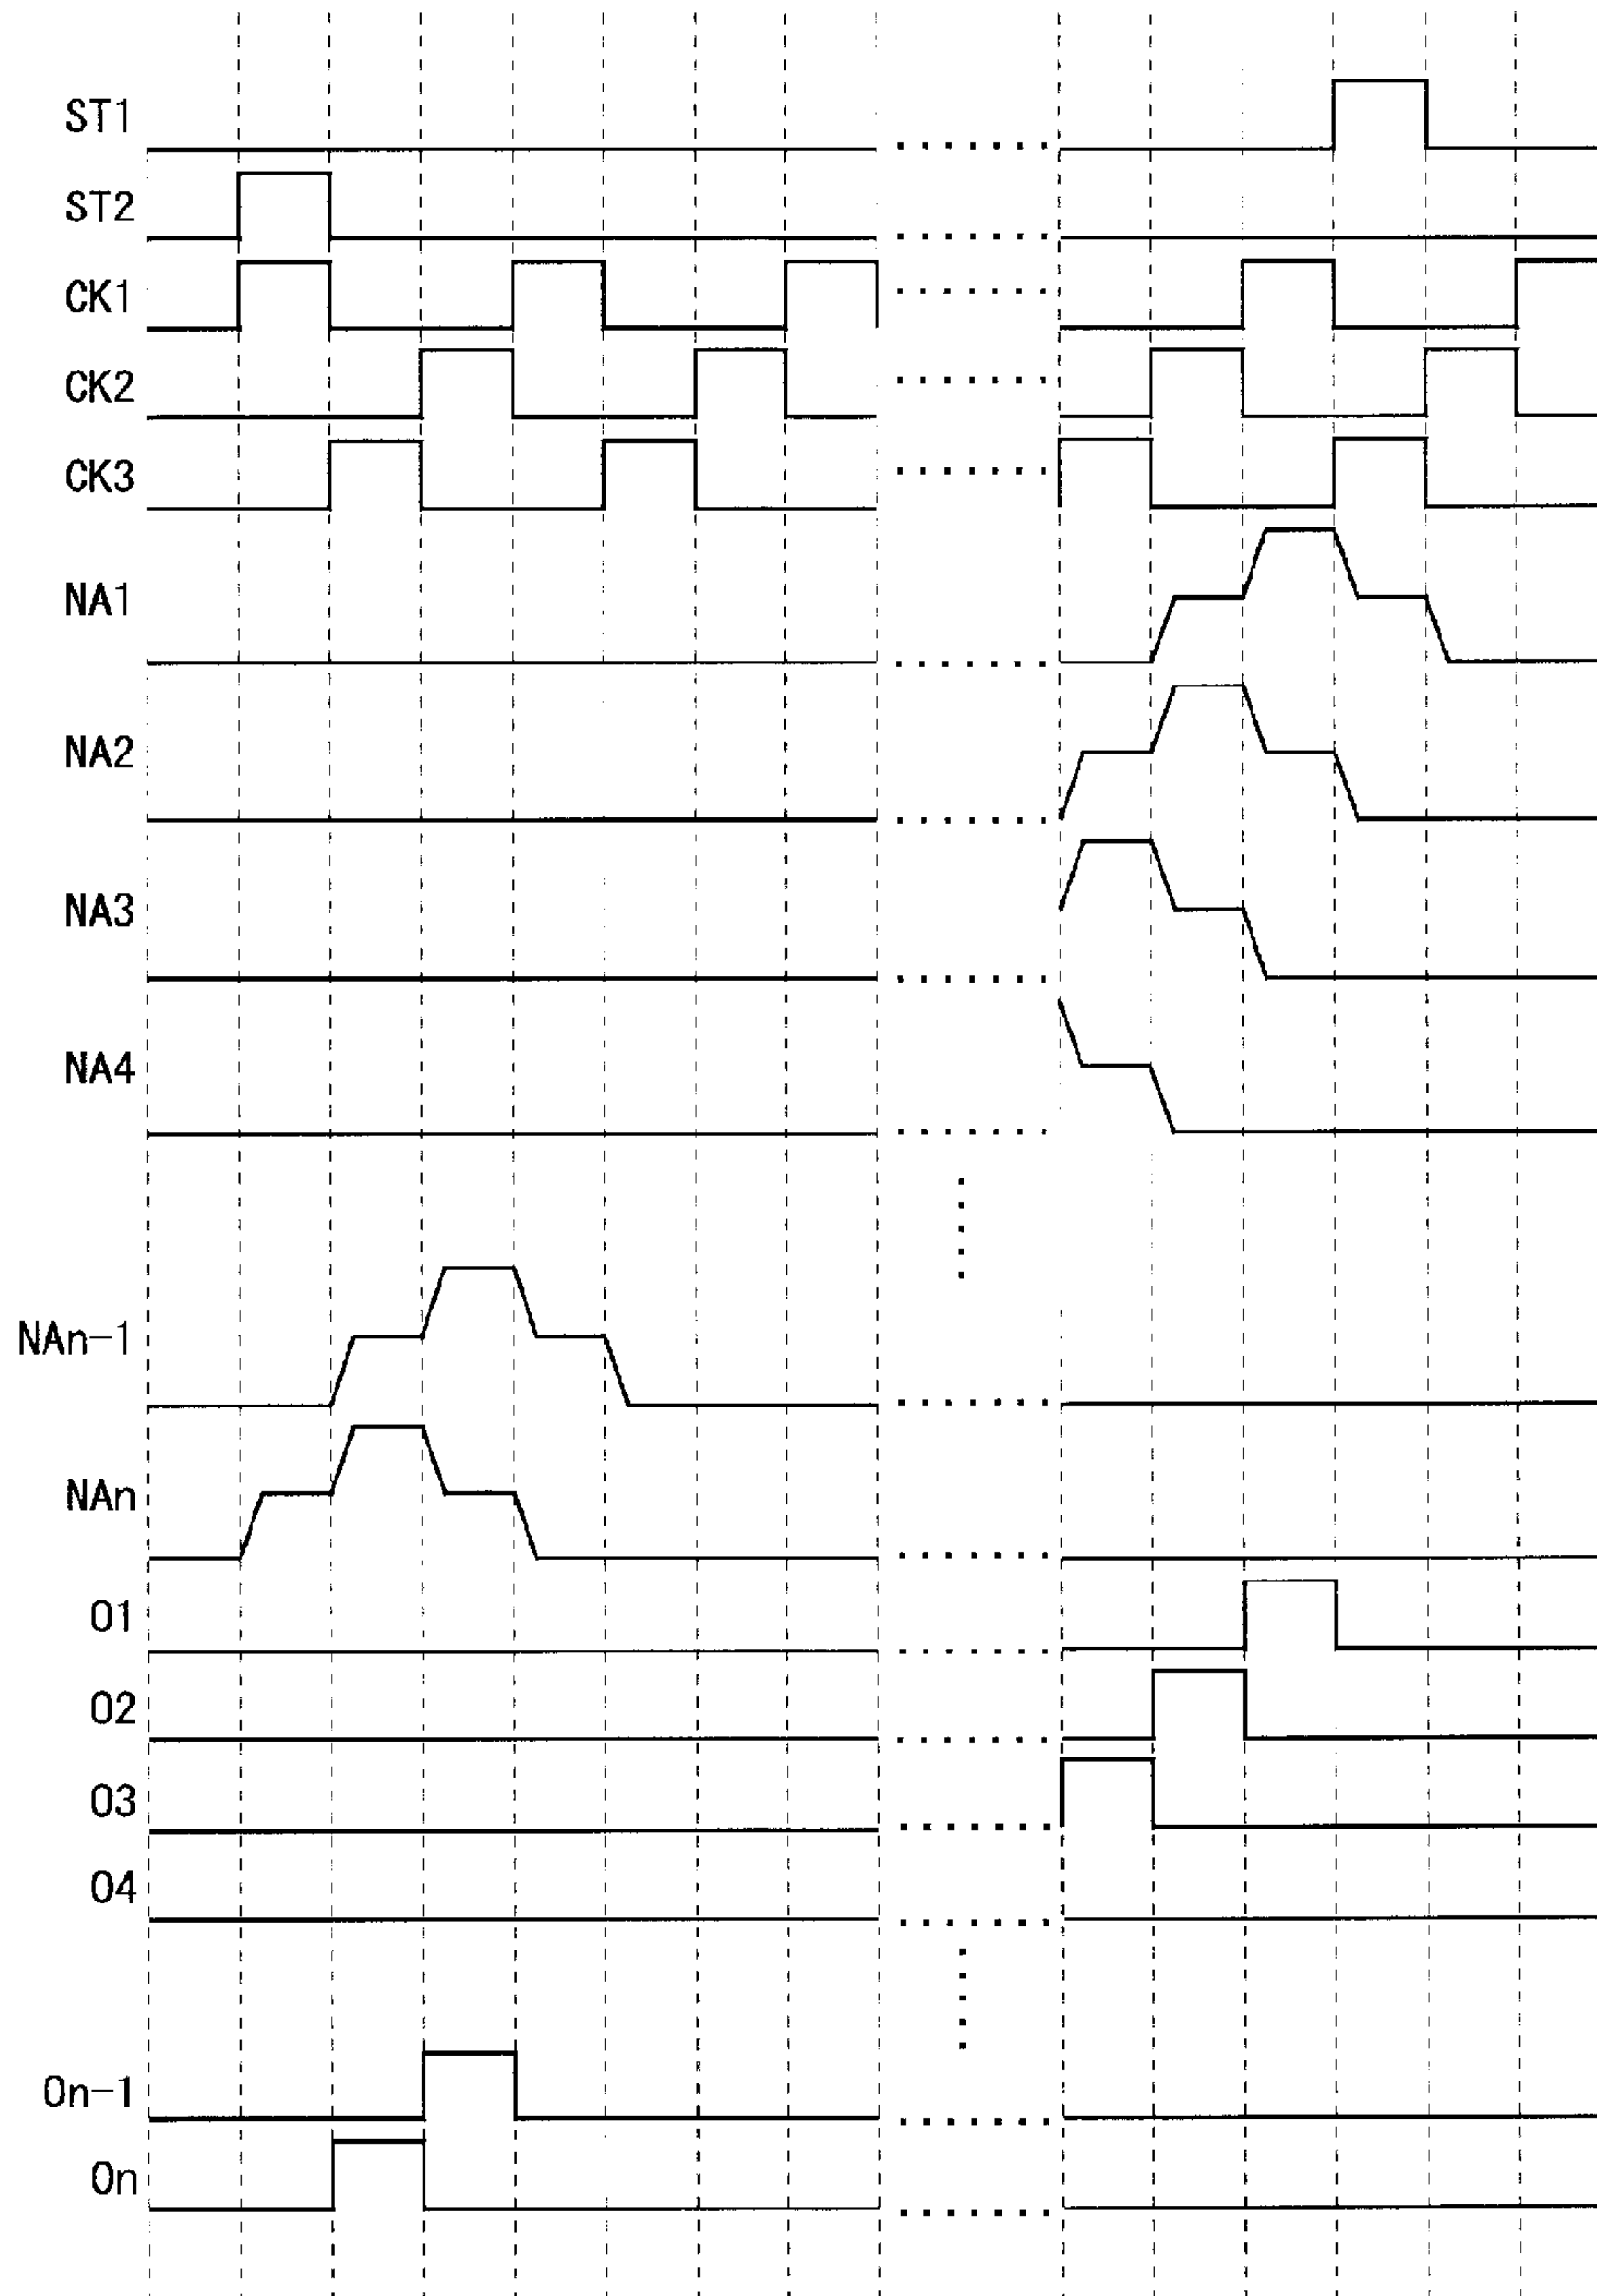 ST1
ST2
CK1
CK2
CK3
NA1
NA2
NA3
NA4
NAn-1
NAn
O1
O2
O3
O4
On-1
On